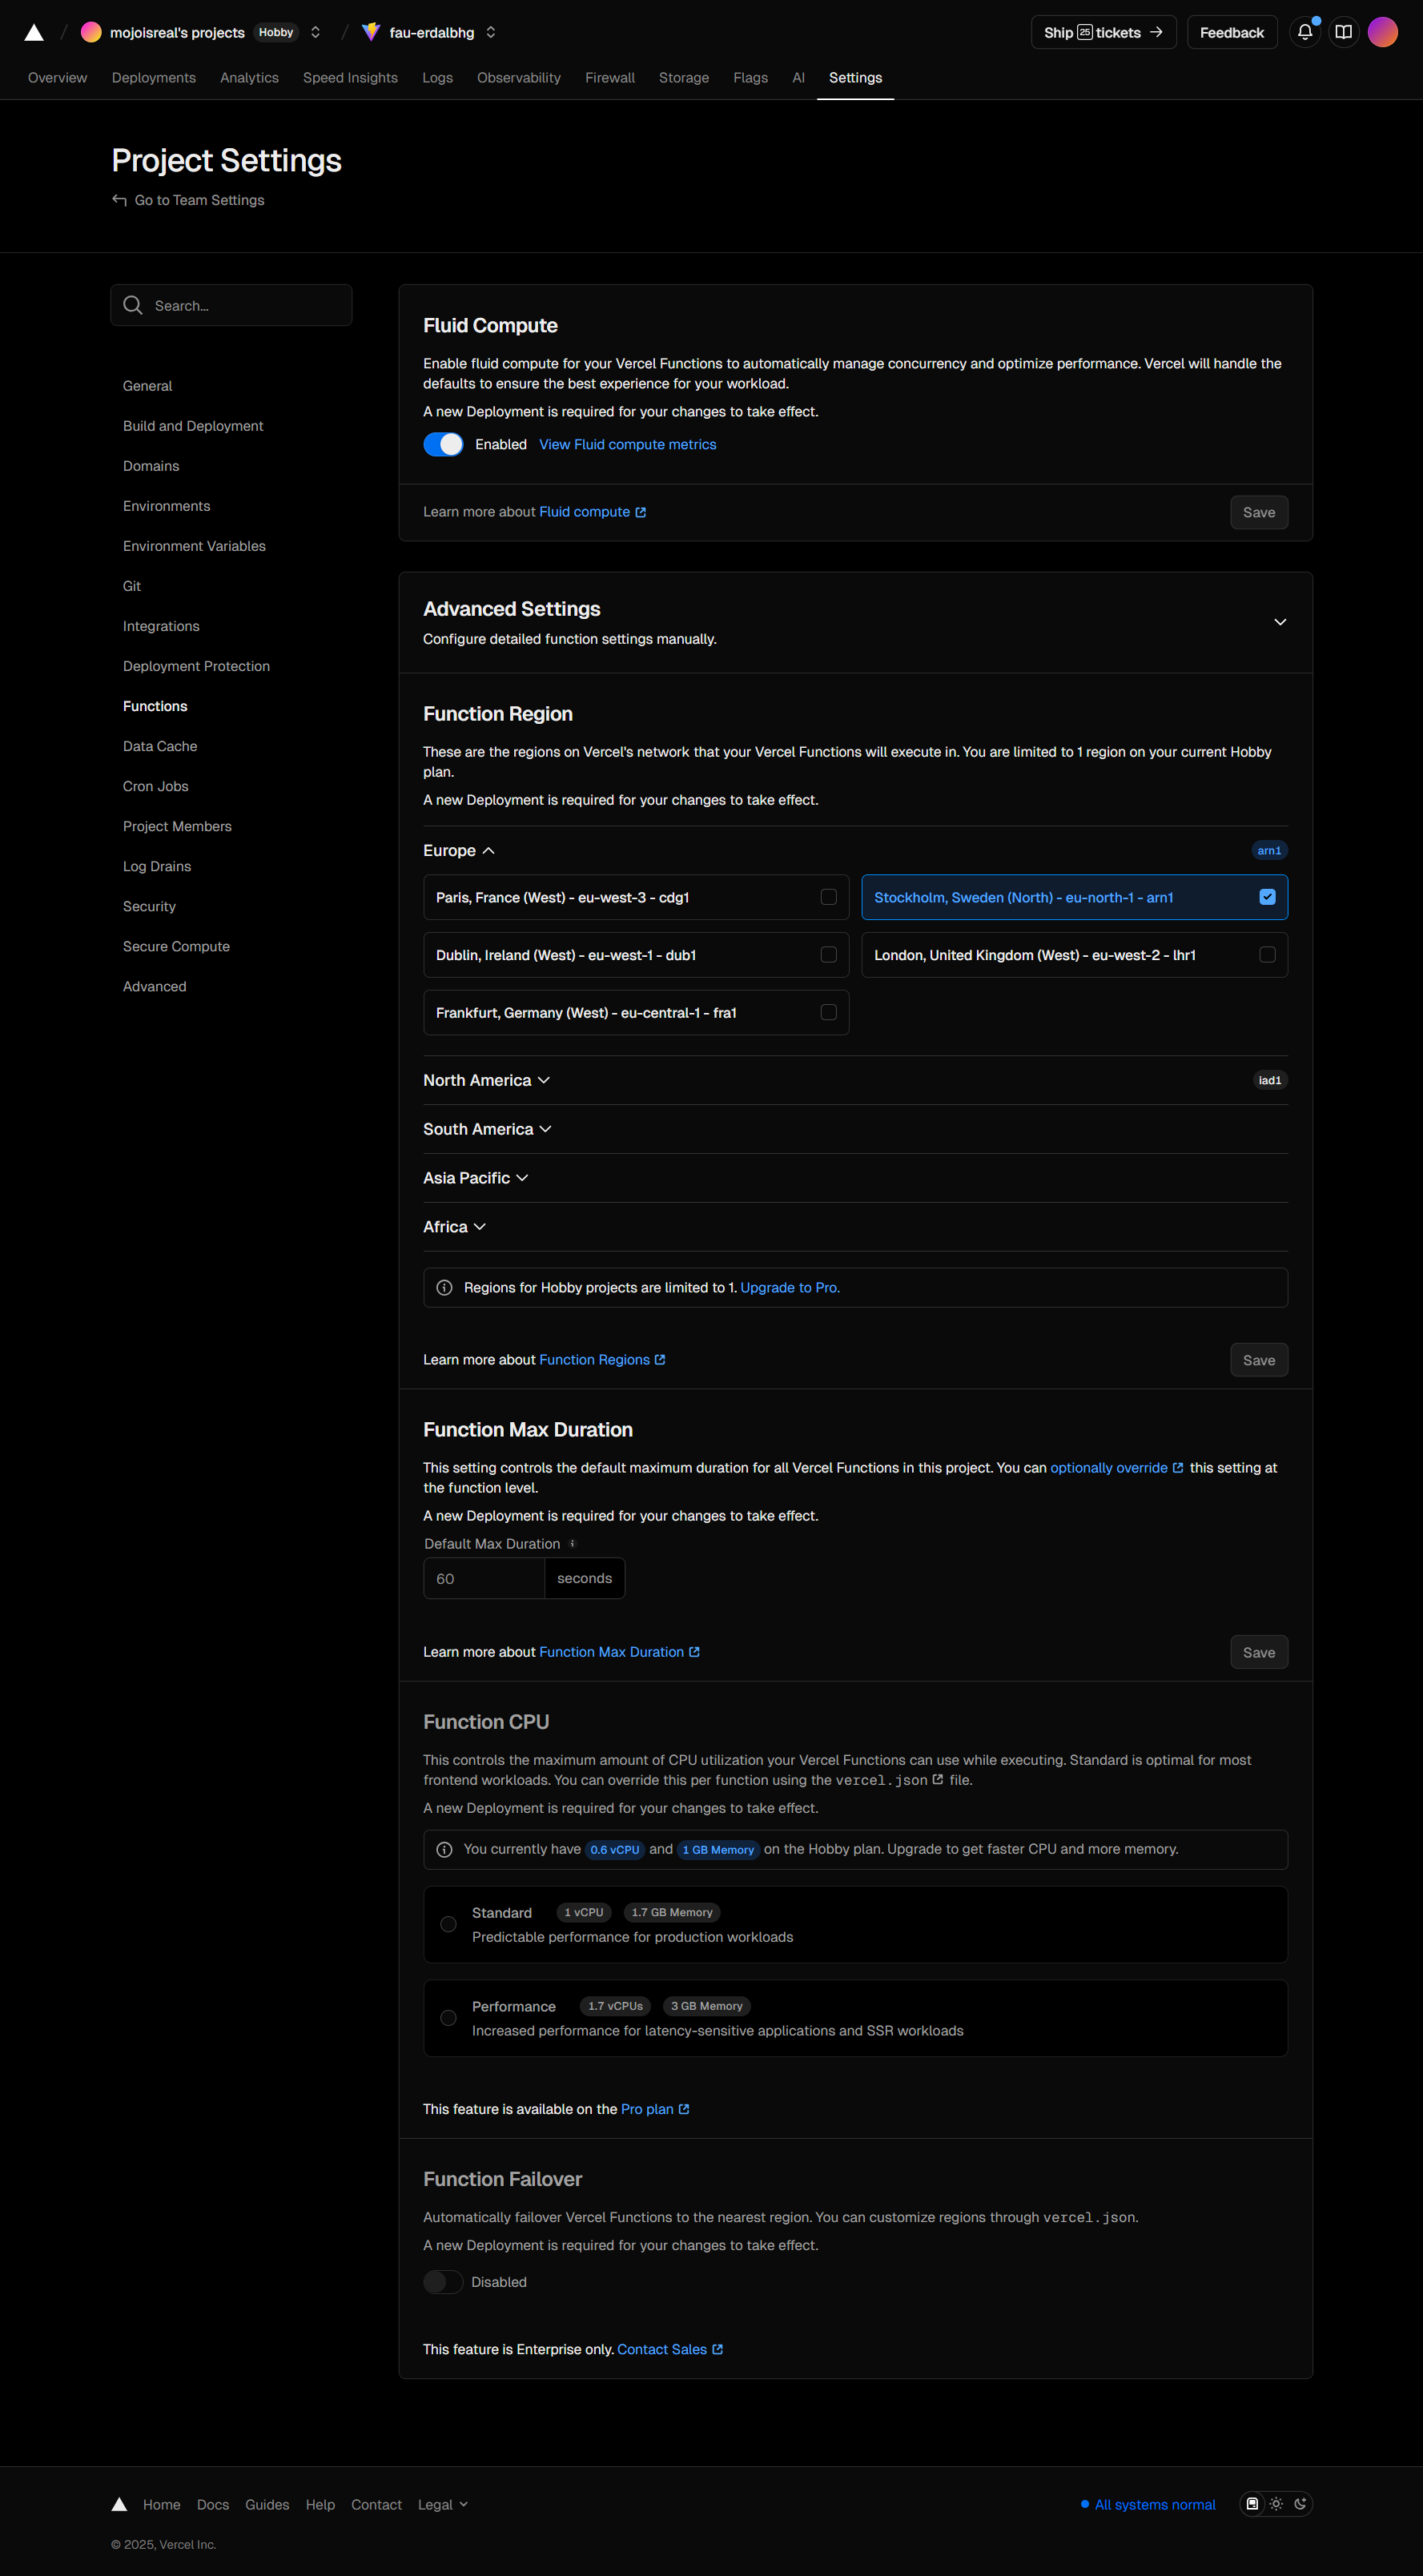 mojoisreal's projects Hobby
fau-erdalbhg
Ship 25 tickets
Feedback
Overview Deployments Analytics Speed Insights Logs Observability Firewall Storage Flags AI Settings
Project Settings
Go to Team Settings
Search...
General
Build and Deployment
Domains
Environments
Environment Variables
Git
Integrations
Deployment Protection
Functions
Data Cache
Cron Jobs
Project Members
Log Drains
Security
Secure Compute
Advanced
Fluid Compute
Enable fluid compute for your Vercel Functions to automatically manage concurrency and optimize performance. Vercel will handle the
defaults to ensure the best experience for your workload.
A new Deployment is required for your changes to take effect.
Enabled View Fluid compute metrics
Learn more about Fluid compute
Save
Advanced Settings
Configure detailed function settings manually.
Function Region
These are the regions on Vercel's network that your Vercel Functions will execute in. You are limited to 1 region on your current Hobby
plan.
A new Deployment is required for your changes to take effect.
Europe arn1
Paris, France (West) - eu-west-3 - cdg1
Stockholm, Sweden (North) - eu-north-1 - arn1
Dublin, Ireland (West) - eu-west-1 - dub1
London, United Kingdom (West) - eu-west-2 - lhr1
Frankfurt, Germany (West) - eu-central-1 - fra1
North America iad1
South America
Asia Pacific
Africa
Regions for Hobby projects are limited to 1. Upgrade to Pro.
Learn more about Function Regions
Save
Function Max Duration
This setting controls the default maximum duration for all Vercel Functions in this project. You can optionally override this setting at
the function level.
A new Deployment is required for your changes to take effect.
Default Max Duration
60 seconds
Learn more about Function Max Duration
Save
Function CPU
This controls the maximum amount of CPU utilization your Vercel Functions can use while executing. Standard is optimal for most
frontend workloads. You can override this per function using the vercel.json file.
A new Deployment is required for your changes to take effect.
You currently have 0.6 vCPU and 1 GB Memory on the Hobby plan. Upgrade to get faster CPU and more memory.
Standard 1 vCPU 1.7 GB Memory
Predictable performance for production workloads
Performance 1.7 vCPUs 3 GB Memory
Increased performance for latency-sensitive applications and SSR workloads
This feature is available on the Pro plan
Function Failover
Automatically failover Vercel Functions to the nearest region. You can customize regions through vercel.json.
A new Deployment is required for your changes to take effect.
Disabled
This feature is Enterprise only. Contact Sales
Home Docs Guides Help Contact Legal
All systems normal
© 2025, Vercel Inc.